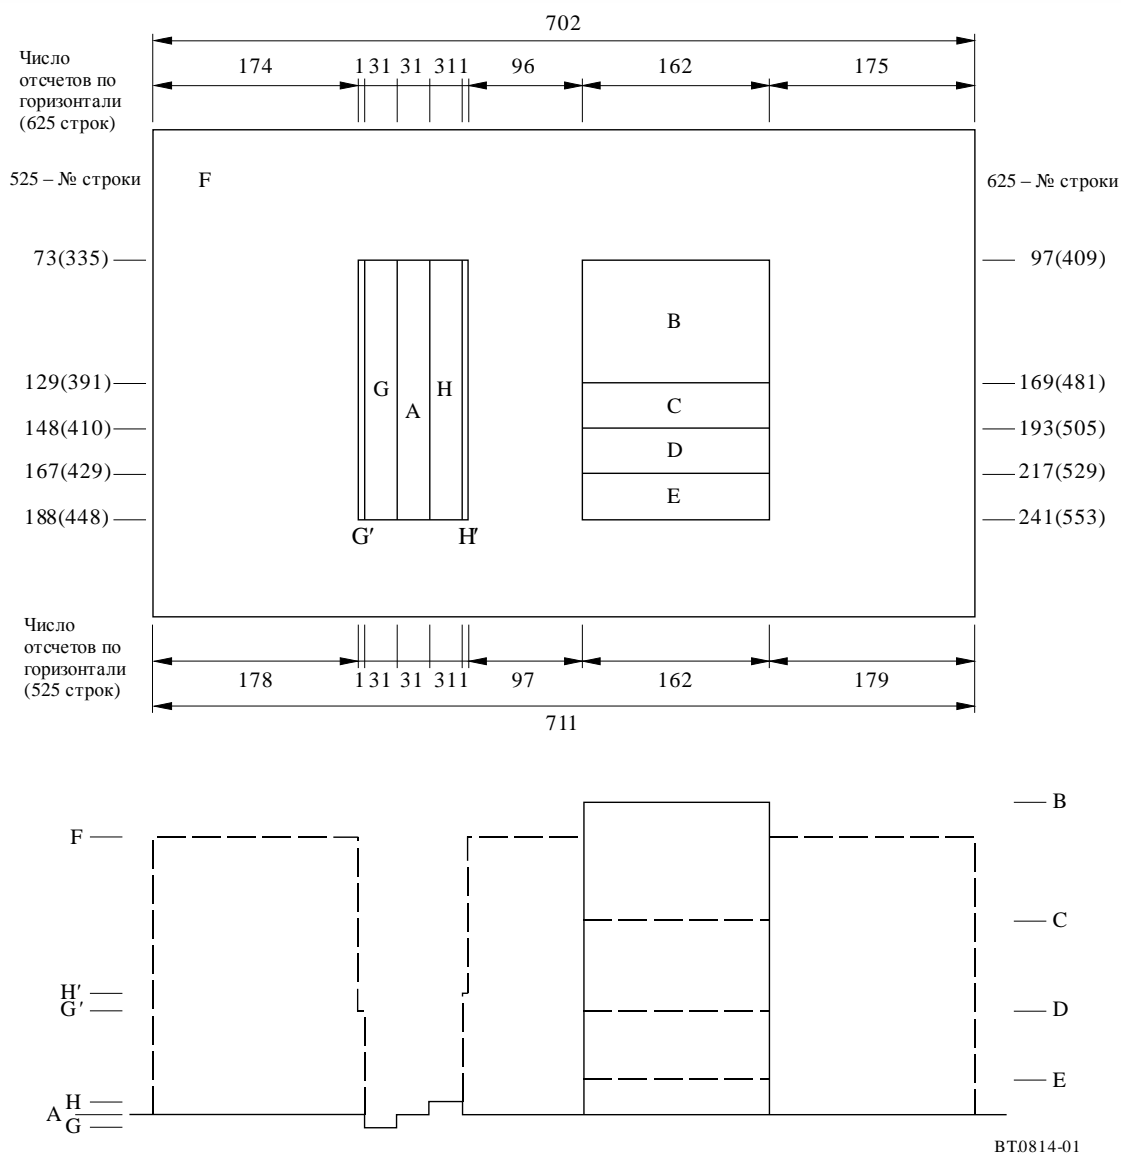 702
Число
отсчетов по
горизонтали
(625 строк)
174 1 31 31 31 1 96 162 175
525 – № строки F 625 – № строки
73(335) 97(409)
B
129(391) G H 169(481)
A C
148(410) 193(505)
D
167(429) 217(529)
E
188(448) 241(553)
G′ H′
Число
отсчетов по
горизонтали
(525 строк)
178 1 31 31 31 1 97 162 179
711
B
F
C
H′
G′ D
E
H
A
G
BT.0814-01